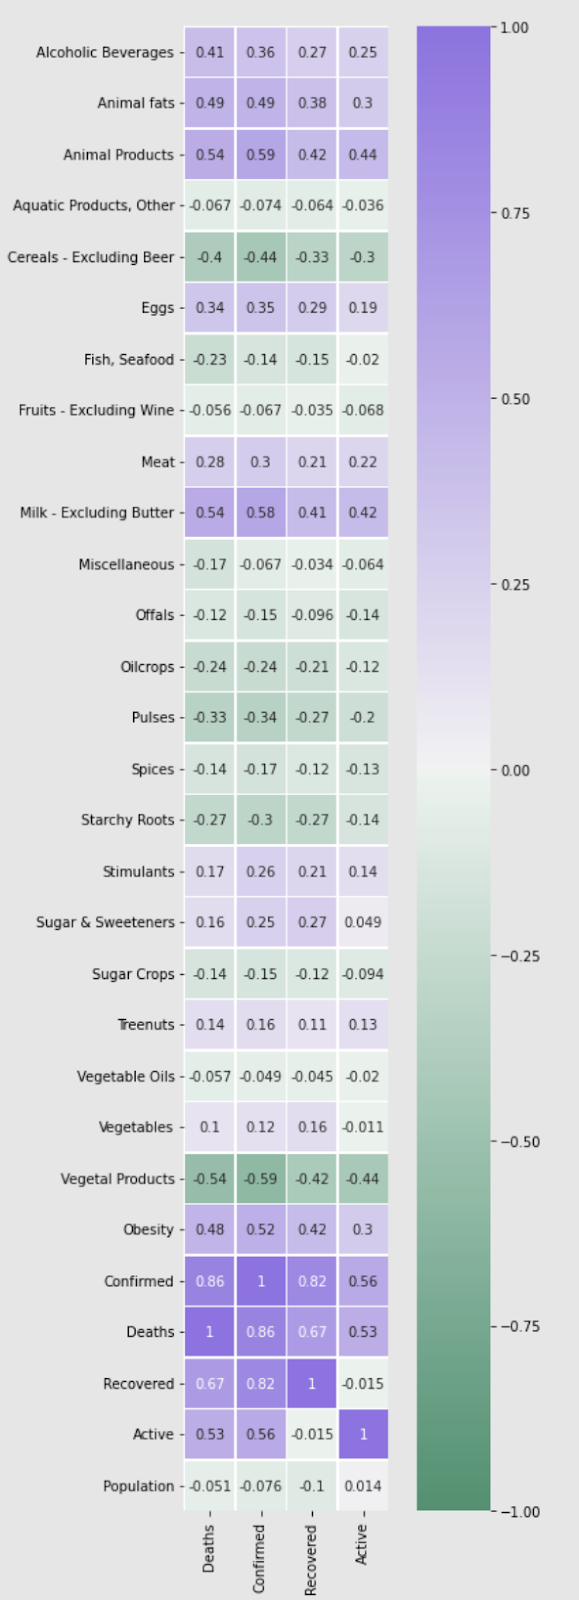 Alcoholic Beverages 0.41 0.36 0.27 0.25
Animal fats 0.49 0.49 0.38 0.3
Animal Products 0.54 0.59 0.42 0.44
Aquatic Products, Other -0.067 -0.074 -0.064 -0.036
Cereals - Excluding Beer -0.4 -0.44 -0.33 -0.3
Eggs 0.34 0.35 0.29 0.19
Fish, Seafood -0.23 -0.14 -0.15 -0.02
Fruits - Excluding Wine -0.056 -0.067 -0.035 -0.068
Meat 0.28 0.3 0.21 0.22
Milk - Excluding Butter 0.54 0.58 0.41 0.42
Miscellaneous -0.17 -0.067 -0.034 -0.064
Offals -0.12 -0.15 -0.096 -0.14
Oilcrops -0.24 -0.24 -0.21 -0.12
Pulses -0.33 -0.34 -0.27 -0.2
Spices -0.14 -0.17 -0.12 -0.13
Starchy Roots -0.27 -0.3 -0.27 -0.14
Stimulants 0.17 0.26 0.21 0.14
Sugar & Sweeteners 0.16 0.25 0.27 0.049
Sugar Crops -0.14 -0.15 -0.12 -0.094
Treenuts 0.14 0.16 0.11 0.13
Vegetable Oils -0.057 -0.049 -0.045 -0.02
Vegetables 0.1 0.12 0.16 -0.011
Vegetal Products -0.54 -0.59 -0.42 -0.44
Obesity 0.48 0.52 0.42 0.3
Confirmed 0.86 1 0.82 0.56
Deaths 1 0.86 0.67 0.53
Recovered 0.67 0.82 1 -0.015
Active 0.53 0.56 -0.015 1
Population -0.051 -0.076 -0.1 0.014
Deaths
Confirmed
Recovered
Active
1.00
0.75
0.50
0.25
0.00
−0.25
−0.50
−0.75
−1.00